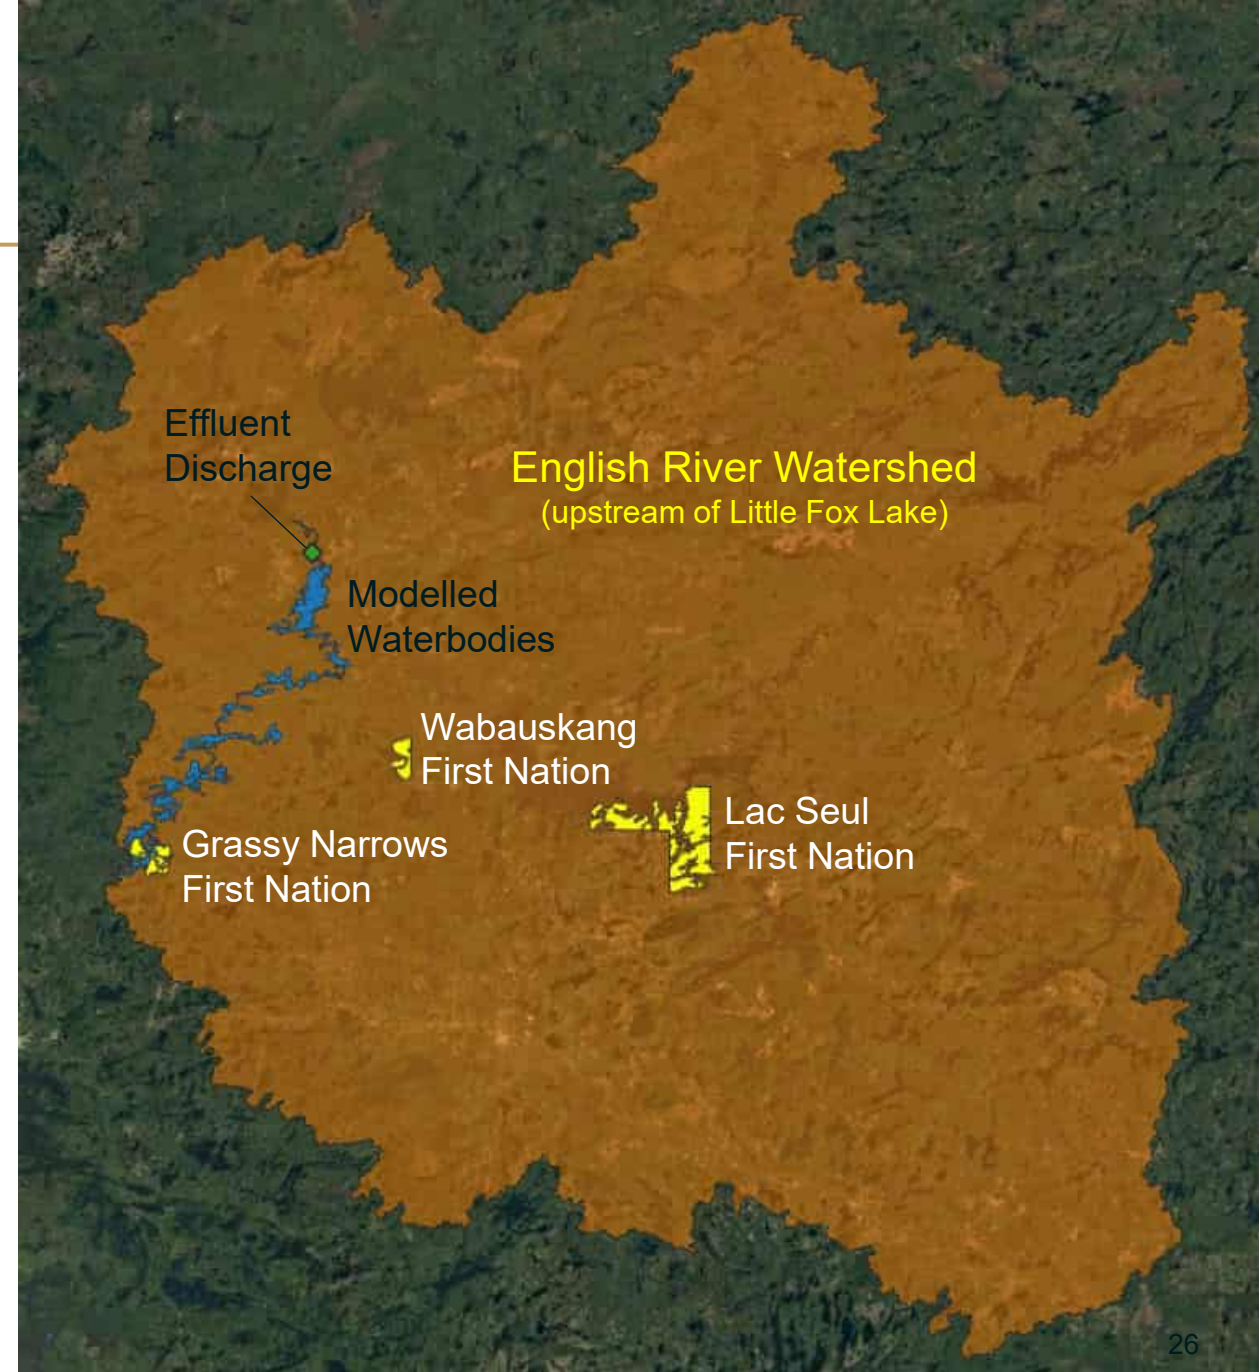 Effluent
Discharge
English River Watershed
(upstream of Little Fox Lake)
Modelled
Waterbodies
Wabauskang
First Nation
Lac Seul
First Nation
Grassy Narrows
First Nation
26